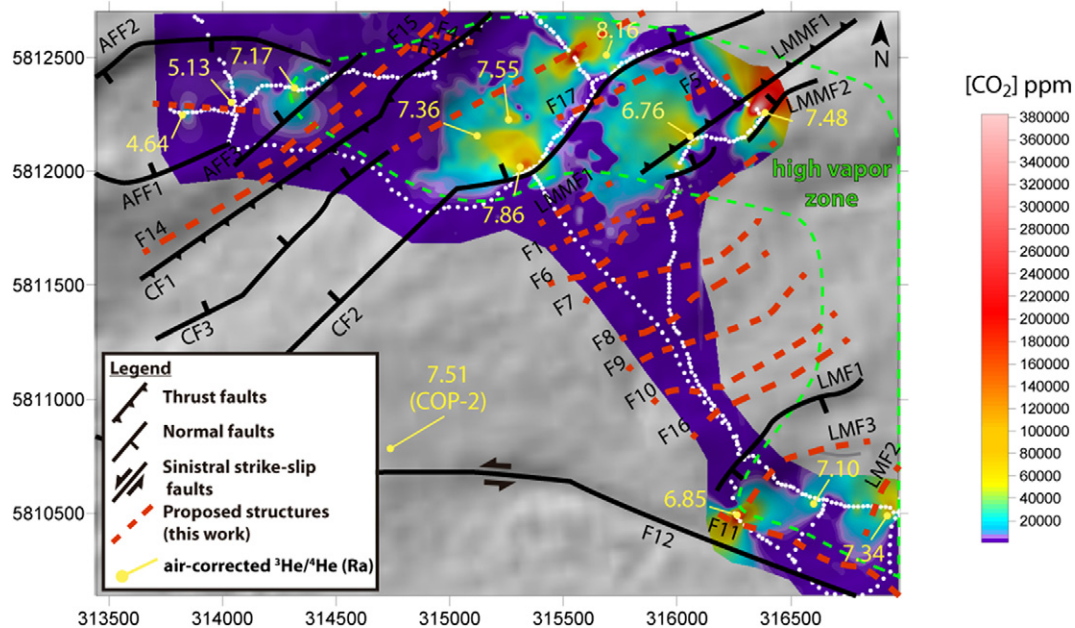 5812500
5812000
5811500
5811000
5810500
313500
314000
314500
315000
315500
316000
316500
AFF2
5.13
7.17
4.64
AFF1
AFF3
F14
CF1
CF3
CF2
F15
F3
F4
7.55
7.36
7.86
8.16
F17
6.76
F5
LMMF1
LMMF2
7.48
N
high vapor
zone
LMMF1
F1
F6
F7
F8
F9
F10
F16
LMF1
LMF3
LMF2
7.10
6.85
F11
7.34
F12
7.51
(COP-2)
Legend
Thrust faults
Normal faults
Sinistral strike-slip
faults
Proposed structures
(this work)
air-corrected ³He/⁴He (Ra)
[CO₂] ppm
380000
360000
340000
320000
300000
280000
260000
240000
220000
200000
180000
160000
140000
120000
100000
80000
60000
40000
20000